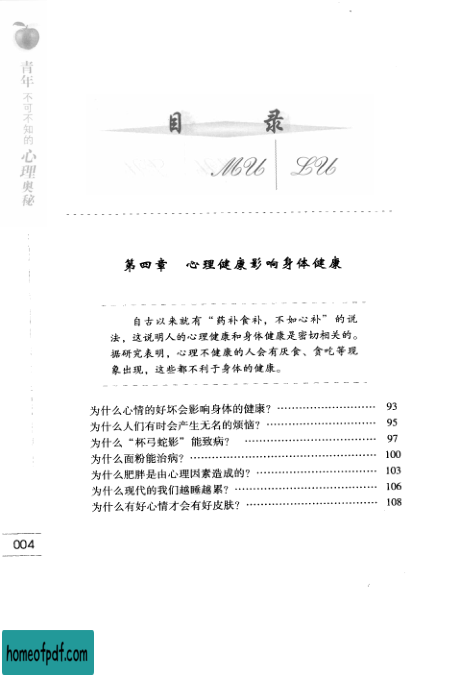 青年不可不知的心理奥秘
目 录
MU LU
第四章 心理健康影响身体健康
自古以来就有“药补食补，不如心补”的说
法，这说明人的心理健康和身体健康是密切相关的。
据研究表明，心理不健康的人会有厌食、贪吃等现
象出现，这些都不利于身体的健康。
为什么心情的好坏会影响身体的健康？ 93
为什么人们有时会产生无名的烦恼？ 95
为什么“杯弓蛇影”能致病？ 97
为什么面粉能治病？ 100
为什么肥胖是由心理因素造成的？ 103
为什么现代的我们越睡越累？ 106
为什么有好心情才会有好皮肤？ 108
004
homeofpdf.com